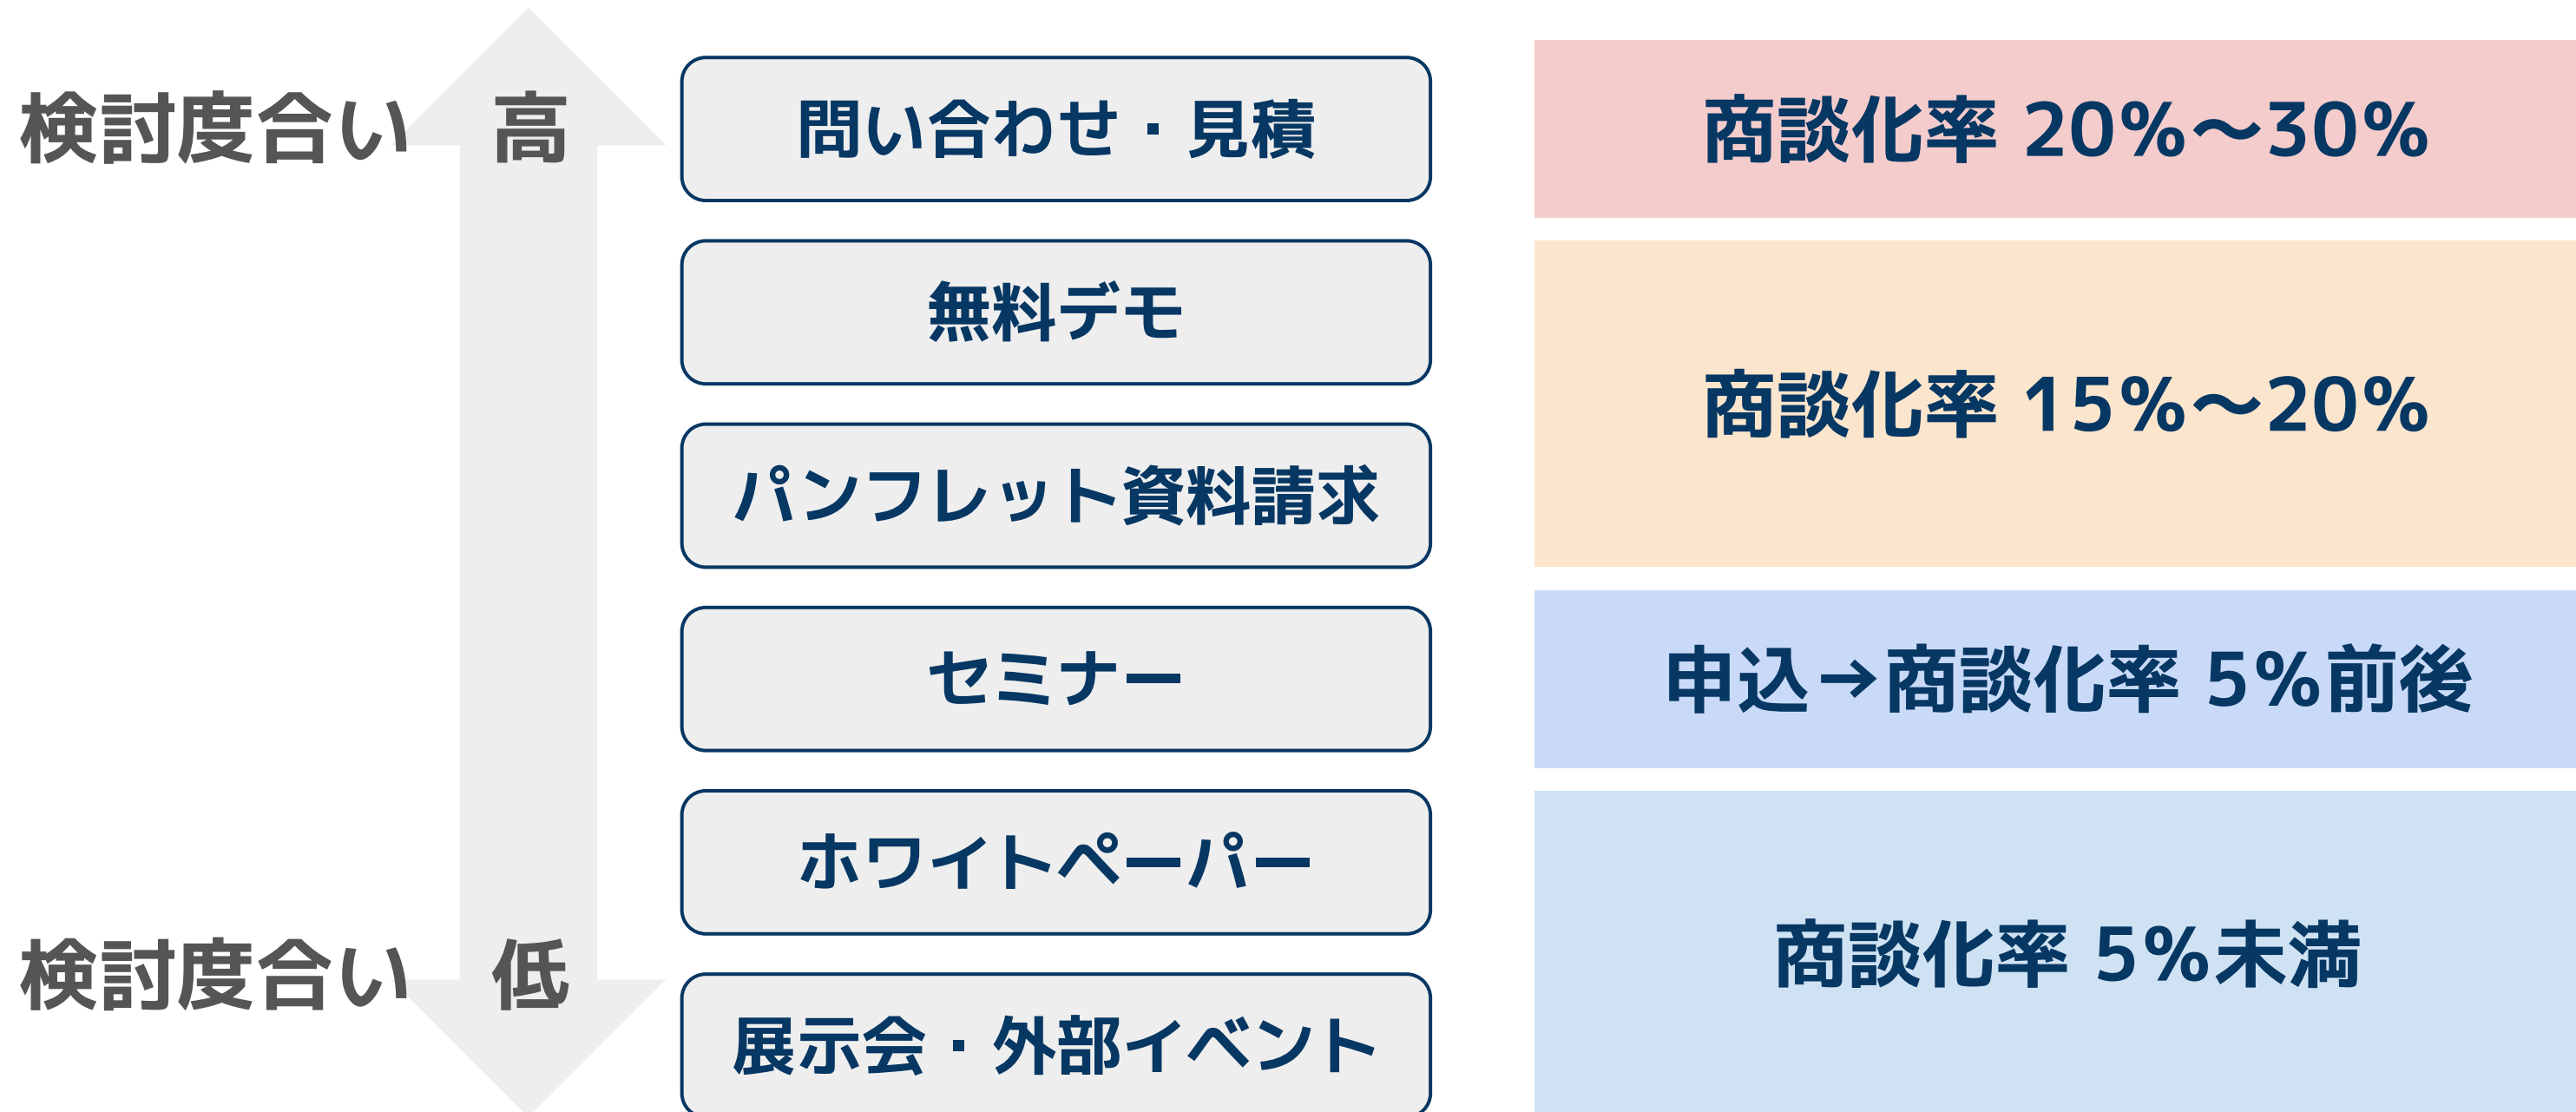 検討度合い 高
問い合わせ・見積
商談化率 20%〜30%
無料デモ
パンフレット資料請求
商談化率 15%〜20%
セミナー
申込→商談化率 5%前後
ホワイトペーパー
検討度合い 低
展示会・外部イベント
商談化率 5%未満